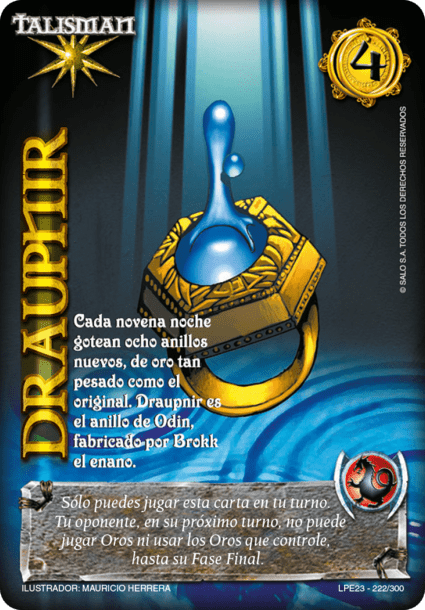 TALISMAN
4
DRAUPNIR
© SALO S.A. TODOS LOS DERECHOS RESERVADOS
Cada novena noche
gotean ocho anillos
nuevos, de oro tan
pesado como el
original. Draupnir es
el anillo de Odin,
fabricado por Brokk
el enano.
Sólo puedes jugar esta carta en tu turno.
Tu oponente, en su próximo turno, no puede
jugar Oros ni usar los Oros que controle,
hasta su Fase Final.
ILUSTRADOR: MAURICIO HERRERA
LPE23 - 222/300